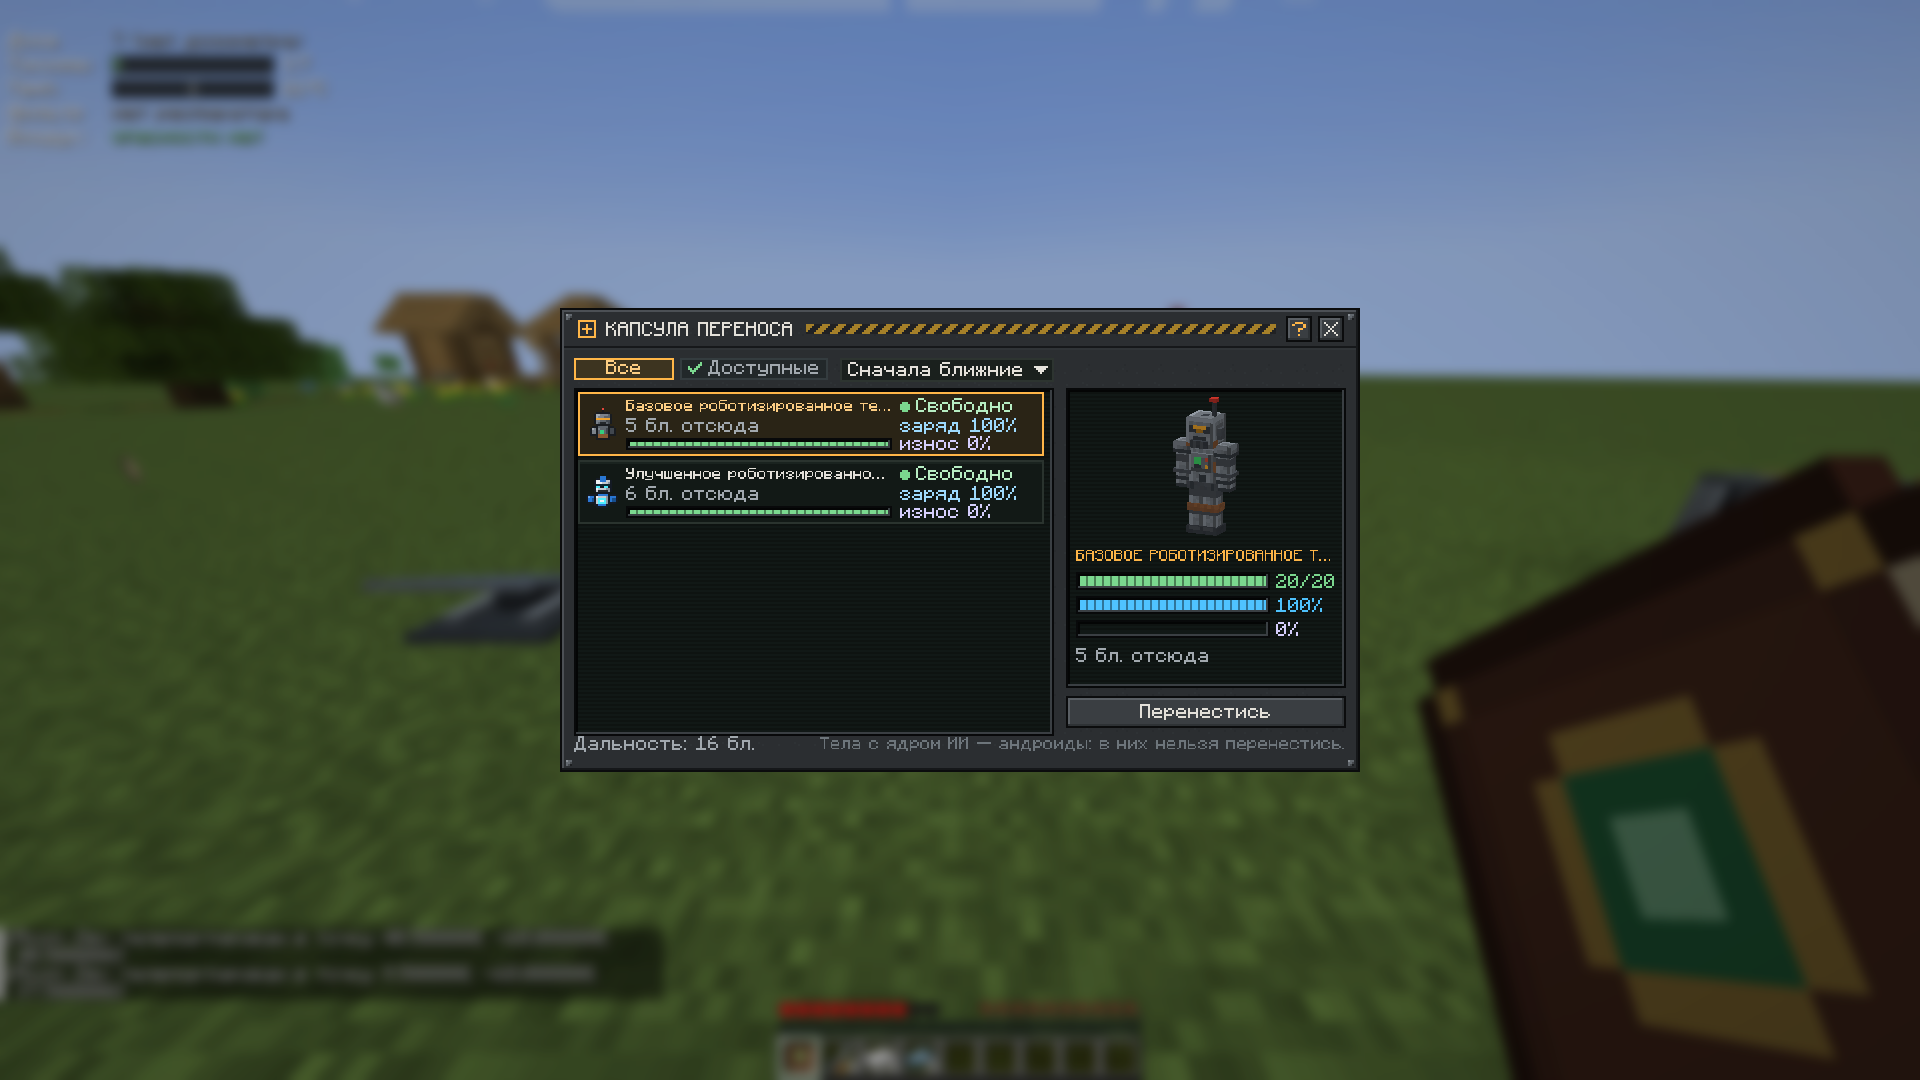 КАПСУЛА ПЕРЕНОСА
?
Все
Доступные
Сначала ближние
Базовое роботизированное те...
Свободно
5 бл. отсюда
заряд 100%
износ 0%
Улучшенное роботизированно...
Свободно
6 бл. отсюда
заряд 100%
износ 0%
БАЗОВОЕ РОБОТИЗИРОВАННОЕ Т...
20/20
100%
0%
5 бл. отсюда
Перенестись
Дальность: 16 бл.
Тела с ядром ИИ — андроиды: в них нельзя перенестись.